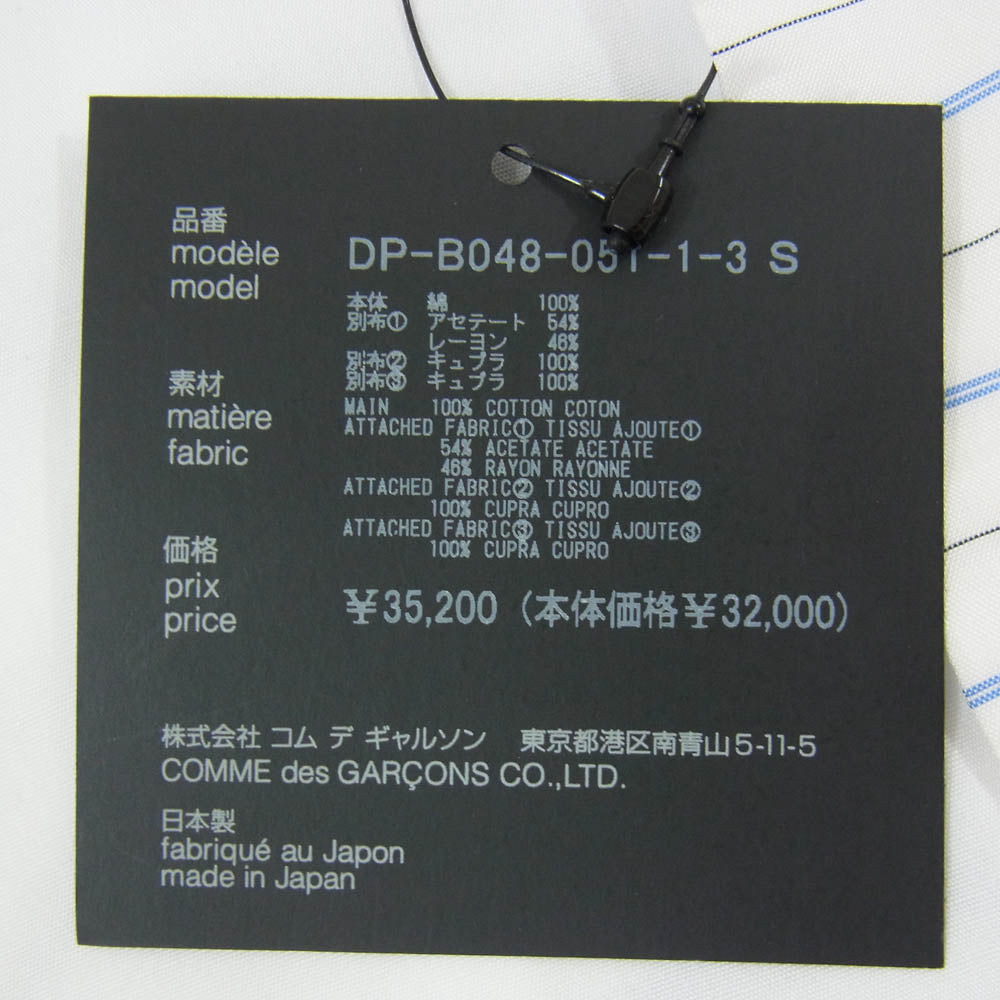 品番
modèle
model
DP-B048-051-1-3 S
本体 綿 100%
別布① アセテート 54%
レーヨン 46%
別布② キュプラ 100%
別布③ キュプラ 100%
素材
matière
fabric
MAIN 100% COTTON COTON
ATTACHED FABRIC① TISSU AJOUTE①
54% ACETATE ACETATE
46% RAYON RAYONNE
ATTACHED FABRIC② TISSU AJOUTE②
100% CUPRA CUPRO
ATTACHED FABRIC③ TISSU AJOUTE③
100% CUPRA CUPRO
価格
prix
price
¥35,200 (本体価格¥32,000)
株式会社 コム デ ギャルソン 東京都港区南青山5-11-5
COMME des GARÇONS CO.,LTD.
日本製
fabriqué au Japon
made in Japan